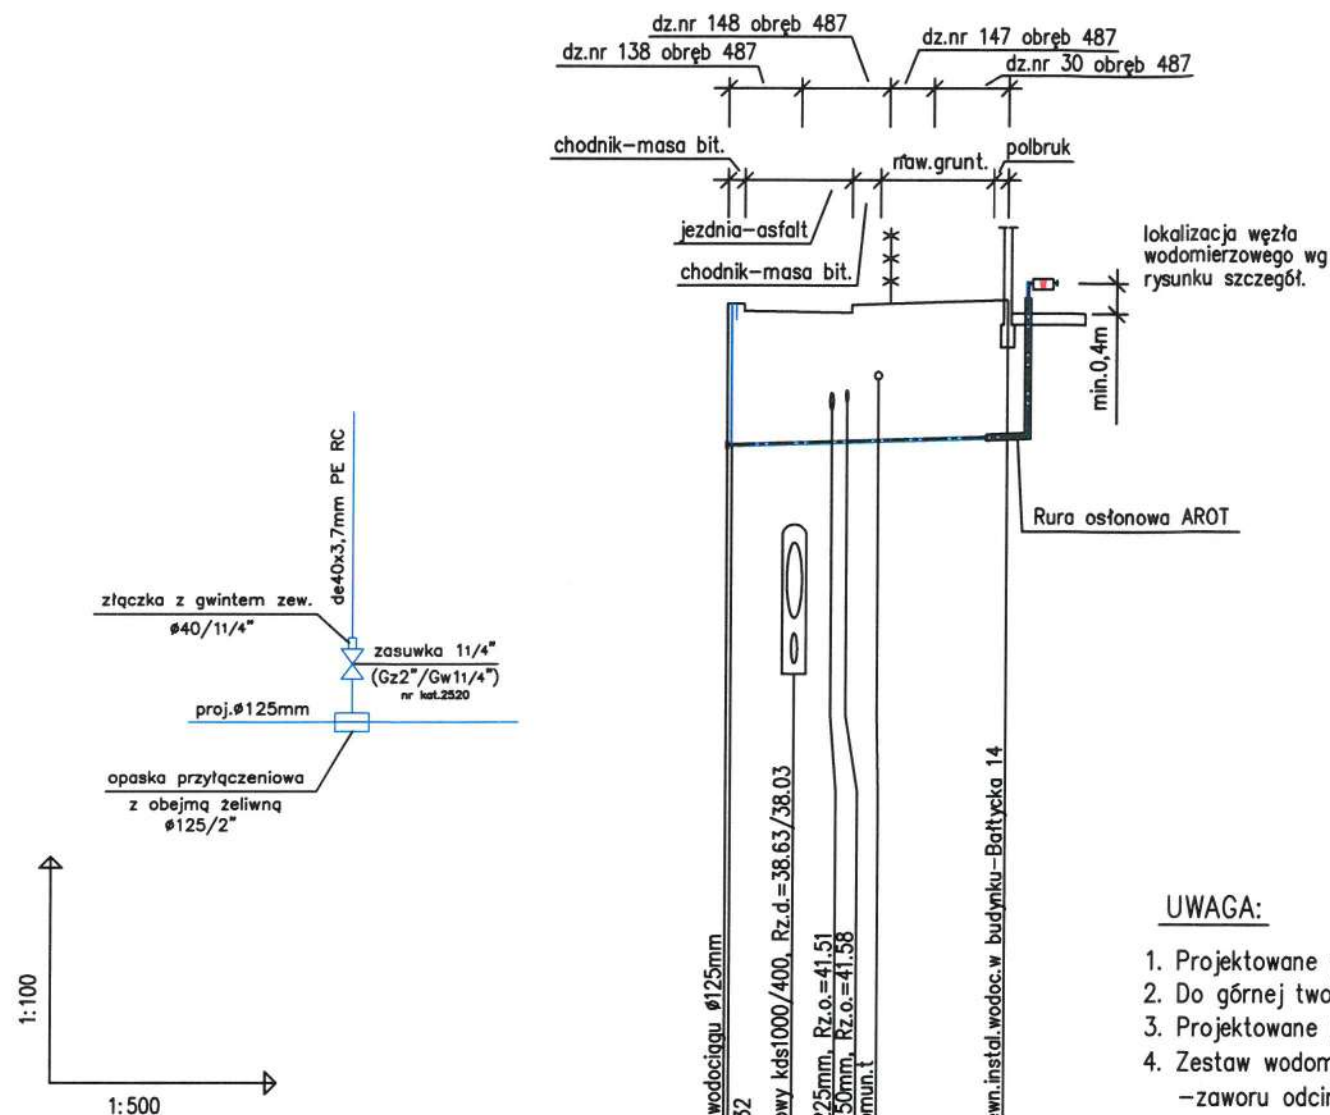 dz.nr 148 obręb 487
dz.nr 147 obręb 487
dz.nr 138 obręb 487
dz.nr 30 obręb 487
chodnik-masa bit.
naw.grunt.
polbruk
jezdnia-asfalt
chodnik-masa bit.
lokalizacja węzła
wodomierzowego wg
rysunku szczegół.
min.0,4m
Rura osłonowa AROT
de40x3,7mm PE RC
złączka z gwintem zew.
ø40/11/4"
zasuwka 11/4"
(Gz2"/Gw11/4")
nr kat.2520
proj.ø125mm
opaska przyłączeniowa
z obejmą żeliwną
ø125/2"
1:100
1:500
wodociągu ø125mm
kds1000/400, Rz.d.=38.63/38.03
Rz.o.=41.51
Rz.o.=41.58
wn.instal.wodoc.w budynku-Bałtycka 14
UWAGA:
1. Projektowane
2. Do górnej two
3. Projektowane
4. Zestaw wodom
-zaworu odcin